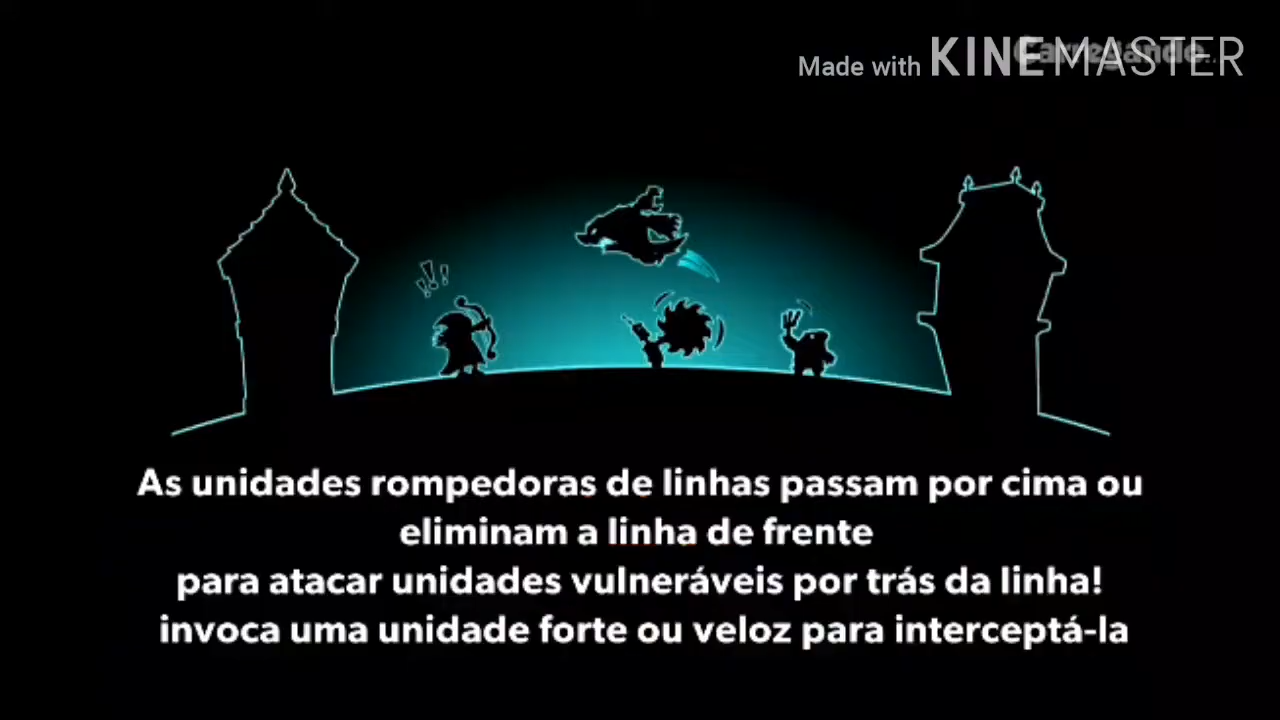 Carregando...
Made with KINEMASTER
As unidades rompedoras de linhas passam por cima ou
eliminam a linha de frente
para atacar unidades vulneráveis por trás da linha!
invoca uma unidade forte ou veloz para interceptá-la